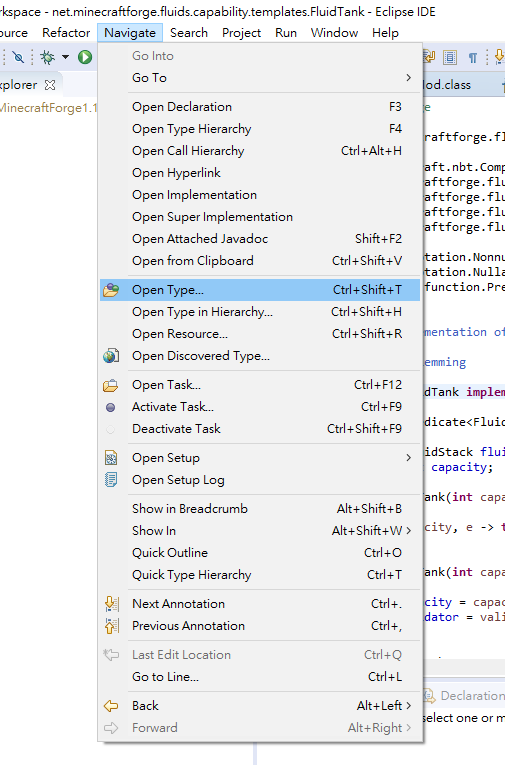 rkspace - net.minecraftforge.fluids.capability.templates.FluidTank - Eclipse IDE
ource Refactor Navigate Search Project Run Window Help
Go Into
Go To
xplorer
lod.class
MinecraftForge1.1
Open Declaration F3
Open Type Hierarchy F4
Open Call Hierarchy Ctrl+Alt+H
Open Hyperlink
Open Implementation
Open Super Implementation
Open Attached Javadoc Shift+F2
Open from Clipboard Ctrl+Shift+V
Open Type... Ctrl+Shift+T
Open Type in Hierarchy... Ctrl+Shift+H
Open Resource... Ctrl+Shift+R
Open Discovered Type...
Open Task... Ctrl+F12
Activate Task... Ctrl+F9
Deactivate Task Ctrl+Shift+F9
Open Setup
Open Setup Log
Show in Breadcrumb Alt+Shift+B
Show In Alt+Shift+W
Quick Outline Ctrl+O
Quick Type Hierarchy Ctrl+T
Next Annotation Ctrl+.
Previous Annotation Ctrl+,
Last Edit Location Ctrl+Q
Go to Line... Ctrl+L
Back Alt+Left
Forward Alt+Right
e
raftforge.fl
aft.nbt.Comp
aftforge.flu
aftforge.flu
aftforge.flu
aftforge.flu
tation.Nonnu
tation.Nulla
function.Pre
mentation of
emming
dTank implem
dicate<Fluid
idStack flui
capacity;
Tank(int capa
city, e -> t
Tank(int capa
city = capac
dator = vali
Declaration
select one or m